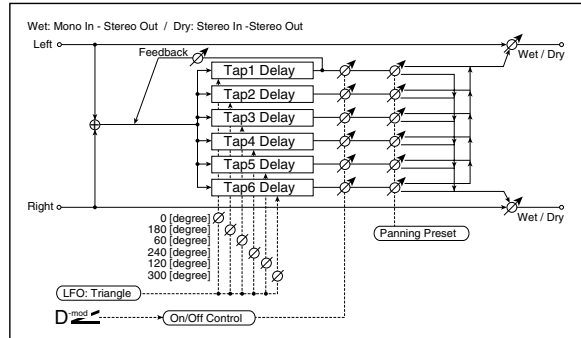 Wet: Mono In - Stereo Out / Dry: Stereo In -Stereo Out
Left
Feedback
Wet / Dry
Tap1 Delay
Tap2 Delay
Tap3 Delay
Tap4 Delay
Tap5 Delay
Tap6 Delay
Right
Wet / Dry
0 [degree]
180 [degree]
60 [degree]
240 [degree]
120 [degree]
300 [degree]
Panning Preset
LFO: Triangle
D-mod
On/Off Control